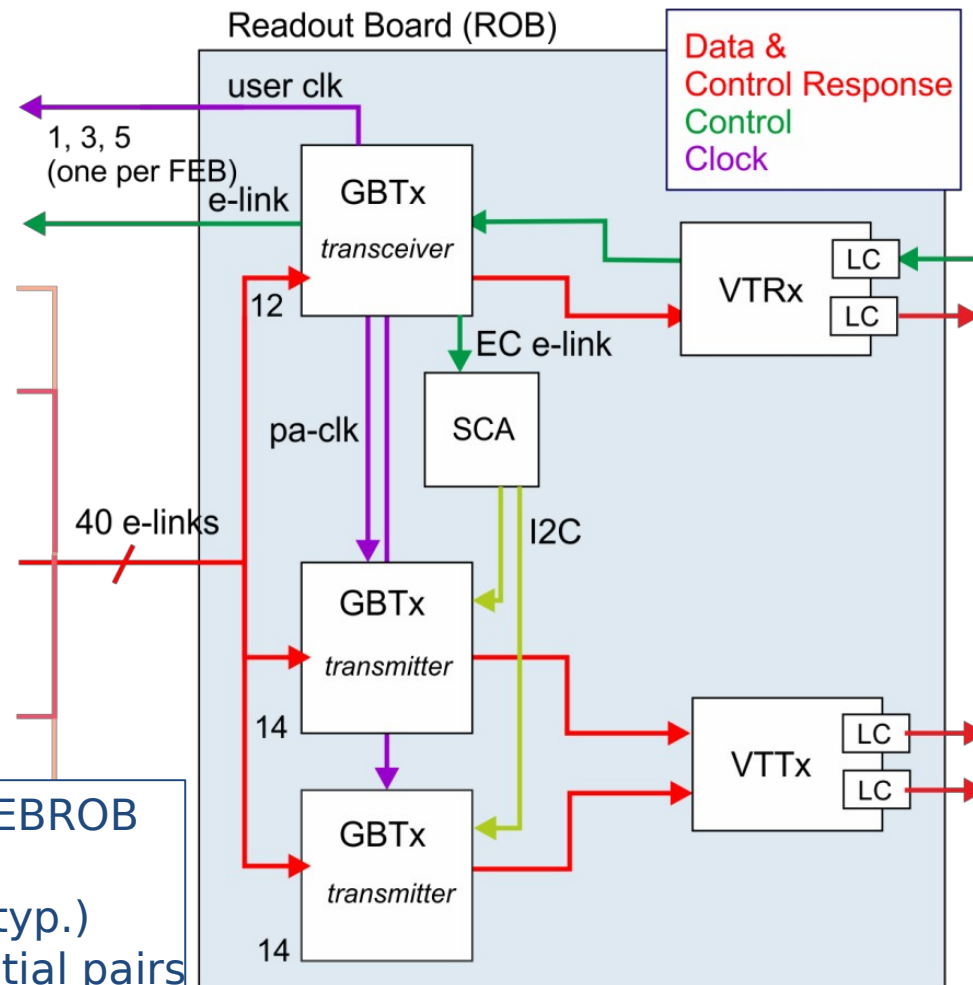 Readout Board (ROB)
Data &
Control Response
Control
Clock
user clk
1, 3, 5
(one per FEB)
e-link
GBTx
transceiver
12
VTRx
LC
LC
EC e-link
SCA
pa-clk
I2C
40 e-links
GBTx
transmitter
14
VTTx
LC
LC
GBTx
transmitter
14
EBROB
typ.)
tial pairs